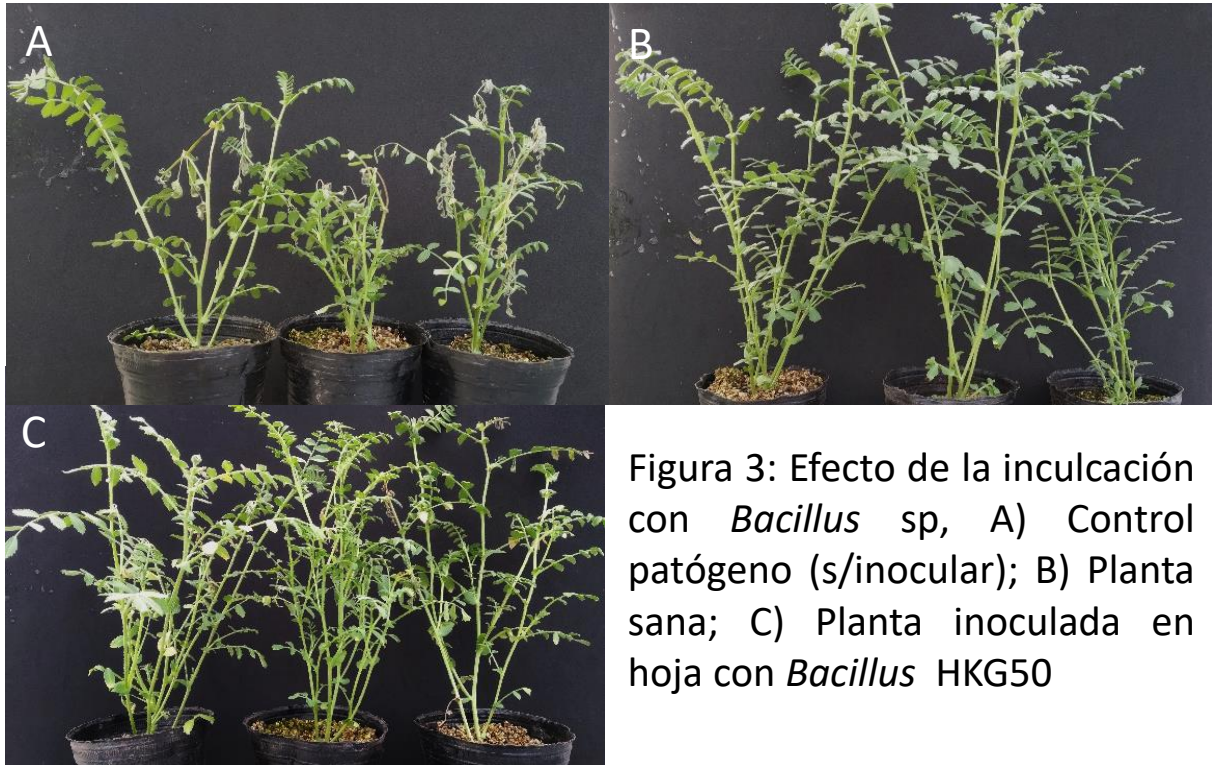 A
B
C
Figura 3: Efecto de la inculcación
con Bacillus sp, A) Control
patógeno (s/inocular); B) Planta
sana; C) Planta inoculada en
hoja con Bacillus HKG50